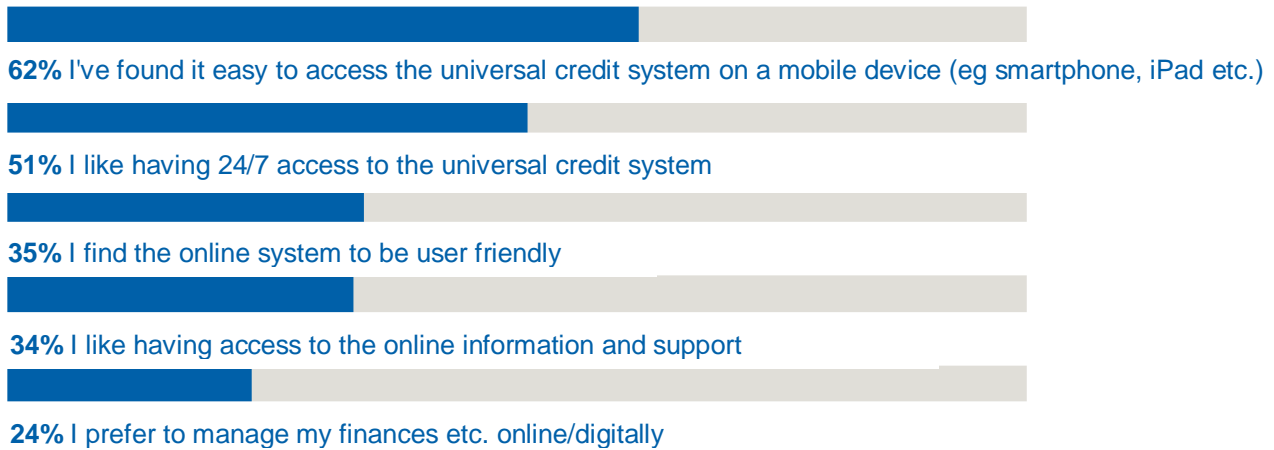 62% I've found it easy to access the universal credit system on a mobile device (eg smartphone, iPad etc.)
51% I like having 24/7 access to the universal credit system
35% I find the online system to be user friendly
34% I like having access to the online information and support
24% I prefer to manage my finances etc. online/digitally